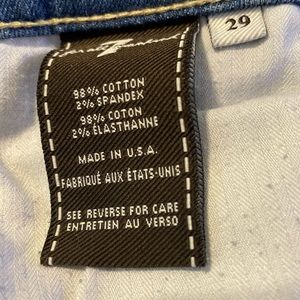 29
98% COTTON
2% SPANDEX
98% COTON
2% ÉLASTHANNE
MADE IN U.S.A.
FABRIQUÉ AUX ÉTATS-UNIS
SEE REVERSE FOR CARE
ENTRETIEN AU VERSO